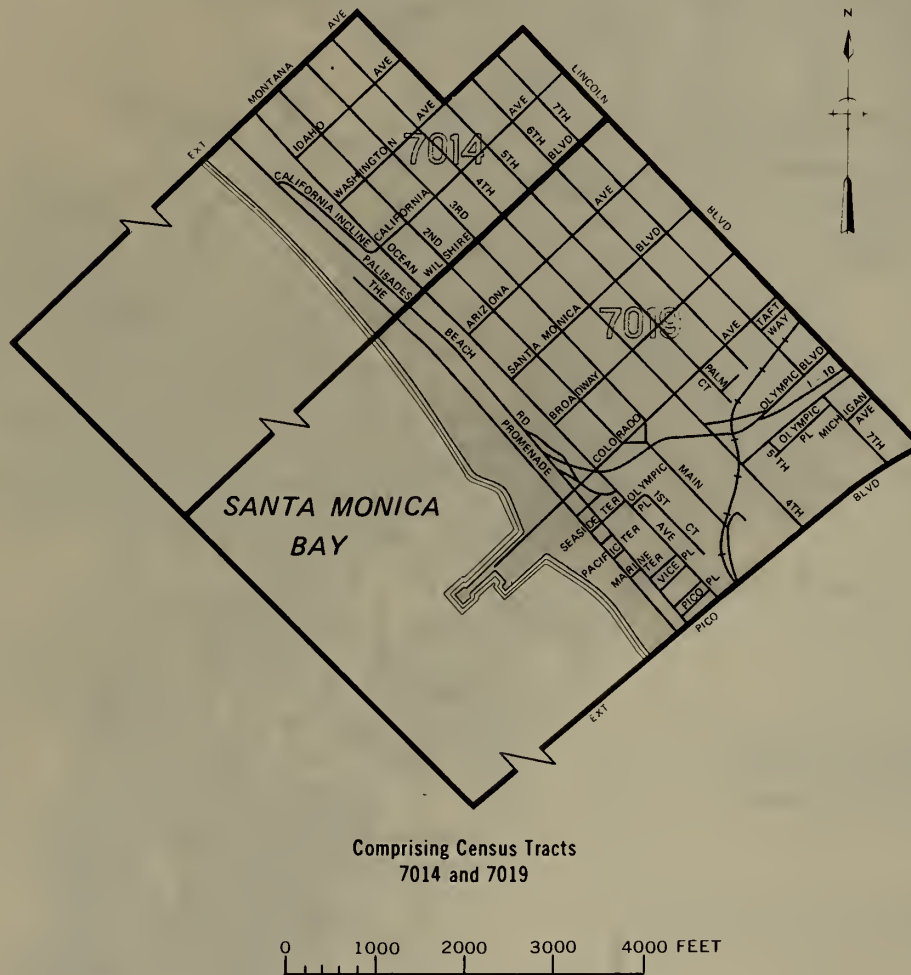 N
MONTANA AVE
EXT
IDAHO AVE
WASHINGTON AVE
CALIFORNIA AVE
CALIFORNIA INCLINE
7014
LINCOLN BLVD
7TH
6TH
5TH
4TH
3RD
2ND
OCEAN
PALISADES
THE
WILSHIRE BLVD
ARIZONA AVE
BEACH RD
SANTA MONICA BLVD
7019
BROADWAY
PROMENADE
COLORADO AVE
PALM CT
TAFT WAY
OLYMPIC BLVD
I-10
OLYMPIC PL
MICHIGAN AVE
7TH
5TH
4TH
MAIN
OLYMPIC
SEASIDE TER
PL
1ST CT
PACIFIC TER
AVE
MARINE TER
VICE PL
PICO PL
PICO BLVD
EXT
SANTA MONICA
BAY
Comprising Census Tracts
7014 and 7019
0 1000 2000 3000 4000 FEET